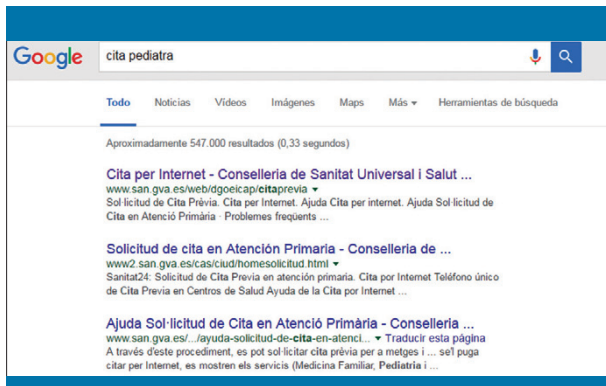 Google cita pediatra
Todo Noticias Vídeos Imágenes Maps Más Herramientas de búsqueda
Aproximadamente 547.000 resultados (0,33 segundos)
Cita per Internet - Conselleria de Sanitat Universal i Salut ...
www.san.gva.es/web/dgoeicap/citaprevia
Sol·licitud de Cita Prèvia. Cita per Internet. Ajuda Cita per internet. Ajuda Sol·licitud de
Cita en Atenció Primària · Problemes freqüents ...
Solicitud de cita en Atención Primaria - Conselleria de ...
www2.san.gva.es/cas/ciud/homesolicitud.html
Sanitat24: Solicitud de Cita Previa en atención primaria. Cita por Internet Teléfono único
de Cita Previa en Centros de Salud Ayuda de la Cita por Internet ...
Ajuda Sol·licitud de Cita en Atenció Primària - Conselleria ...
www.san.gva.es/.../ayuda-solicitud-de-cita-en-atenci... Traducir esta página
A través d'este procediment, es pot sol·licitar cita prèvia per a metges i ... se'l puga
citar per Internet, es mostren els servicis (Medicina Familiar, Pediatria i ...